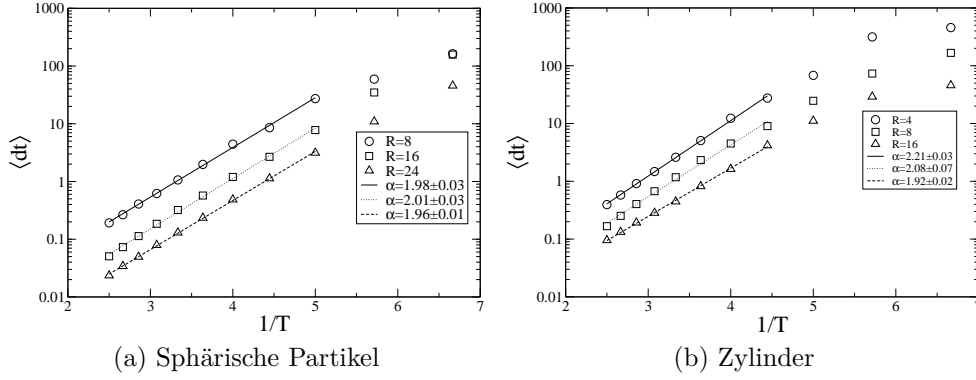 1000
100
10
1
0.1
0.01
⟨dt⟩
2
3
4
5
6
7
1/T
R=8
R=16
R=24
α=1.98±0.03
α=2.01±0.03
α=1.96±0.01
(a) Sphärische Partikel
1000
100
10
1
0.1
0.01
⟨dt⟩
2
3
4
5
6
7
1/T
R=4
R=8
R=16
α=2.21±0.03
α=2.08±0.07
α=1.92±0.02
(b) Zylinder